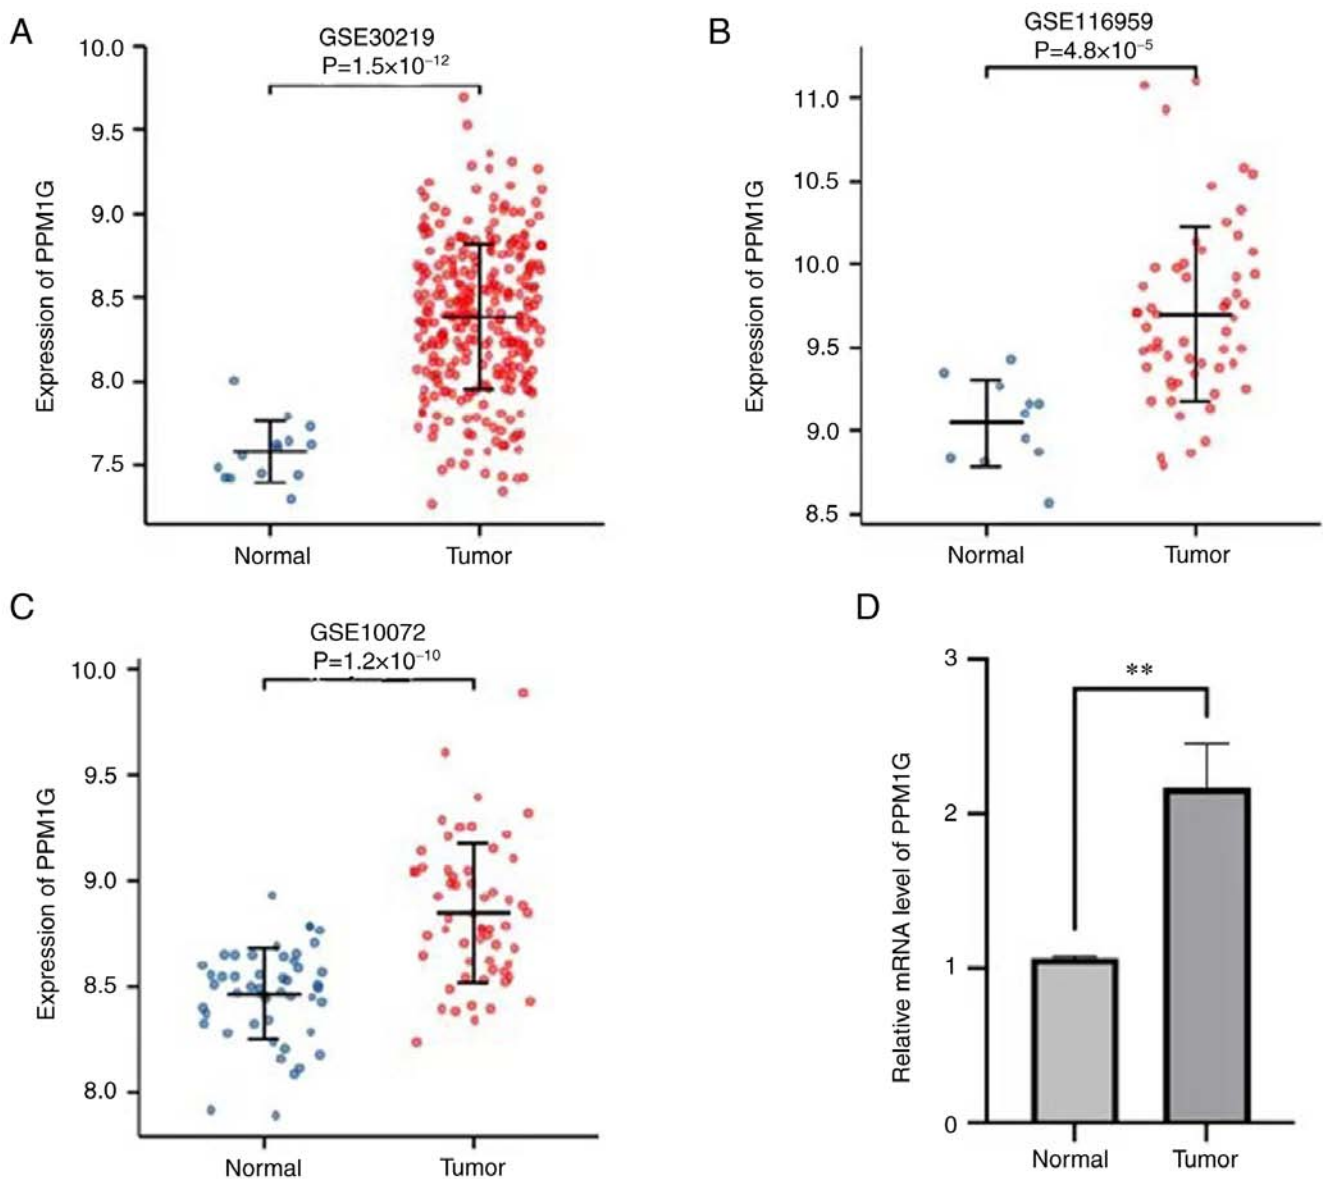 A
GSE30219
P=1.5×10⁻¹²
Expression of PPM1G
10.0
9.5
9.0
8.5
8.0
7.5
Normal
Tumor
B
GSE116959
P=4.8×10⁻⁵
Expression of PPM1G
11.0
10.5
10.0
9.5
9.0
8.5
Normal
Tumor
C
GSE10072
P=1.2×10⁻¹⁰
Expression of PPM1G
10.0
9.5
9.0
8.5
8.0
Normal
Tumor
D
**
Relative mRNA level of PPM1G
3
2
1
0
Normal
Tumor